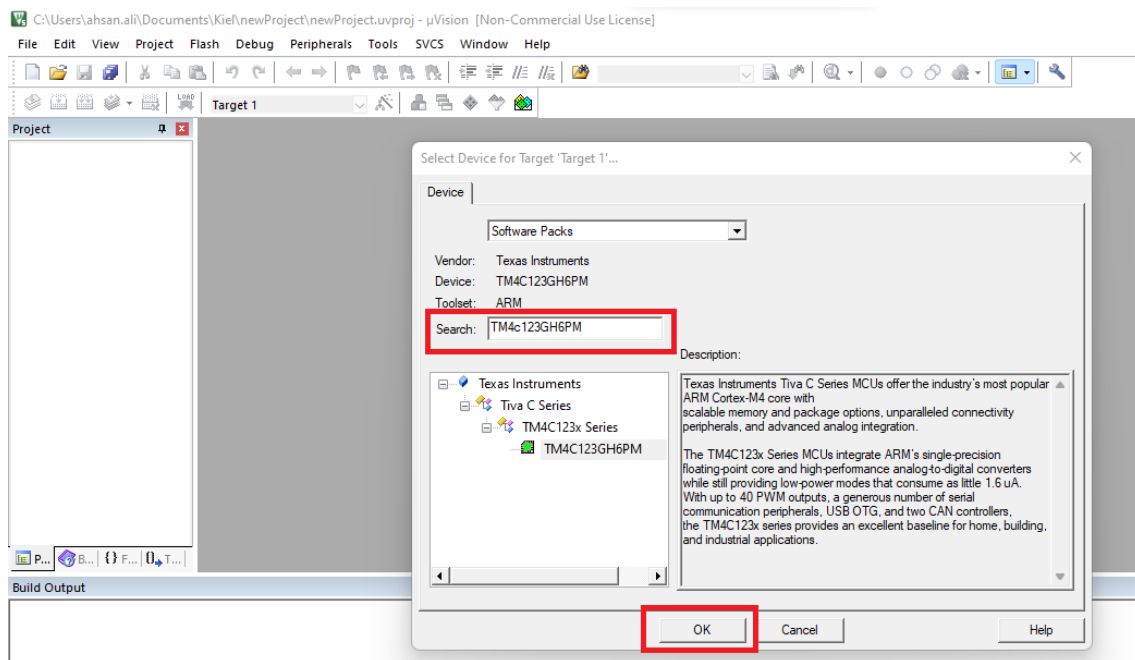 C:\Users\ahsan.ali\Documents\Kiel\newProject\newProject.uvproj - µVision [Non-Commercial Use License]
File Edit View Project Flash Debug Peripherals Tools SVCS Window Help
LOAD
Target 1
Project
Select Device for Target 'Target 1'...
Device
Software Packs
Vendor: Texas Instruments
Device: TM4C123GH6PM
Toolset: ARM
Search: TM4c123GH6PM
Description:
Texas Instruments
Tiva C Series
TM4C123x Series
TM4C123GH6PM
Texas Instruments Tiva C Series MCUs offer the industry's most popular
ARM Cortex-M4 core with
scalable memory and package options, unparalleled connectivity
peripherals, and advanced analog integration.
The TM4C123x Series MCUs integrate ARM's single-precision
floating-point core and high-performance analog-to-digital converters
while still providing low-power modes that consume as little 1.6 uA.
With up to 40 PWM outputs, a generous number of serial
communication peripherals, USB OTG, and two CAN controllers,
the TM4C123x series provides an excellent baseline for home, building,
and industrial applications.
P... B... {} F... 0 T...
Build Output
OK Cancel Help